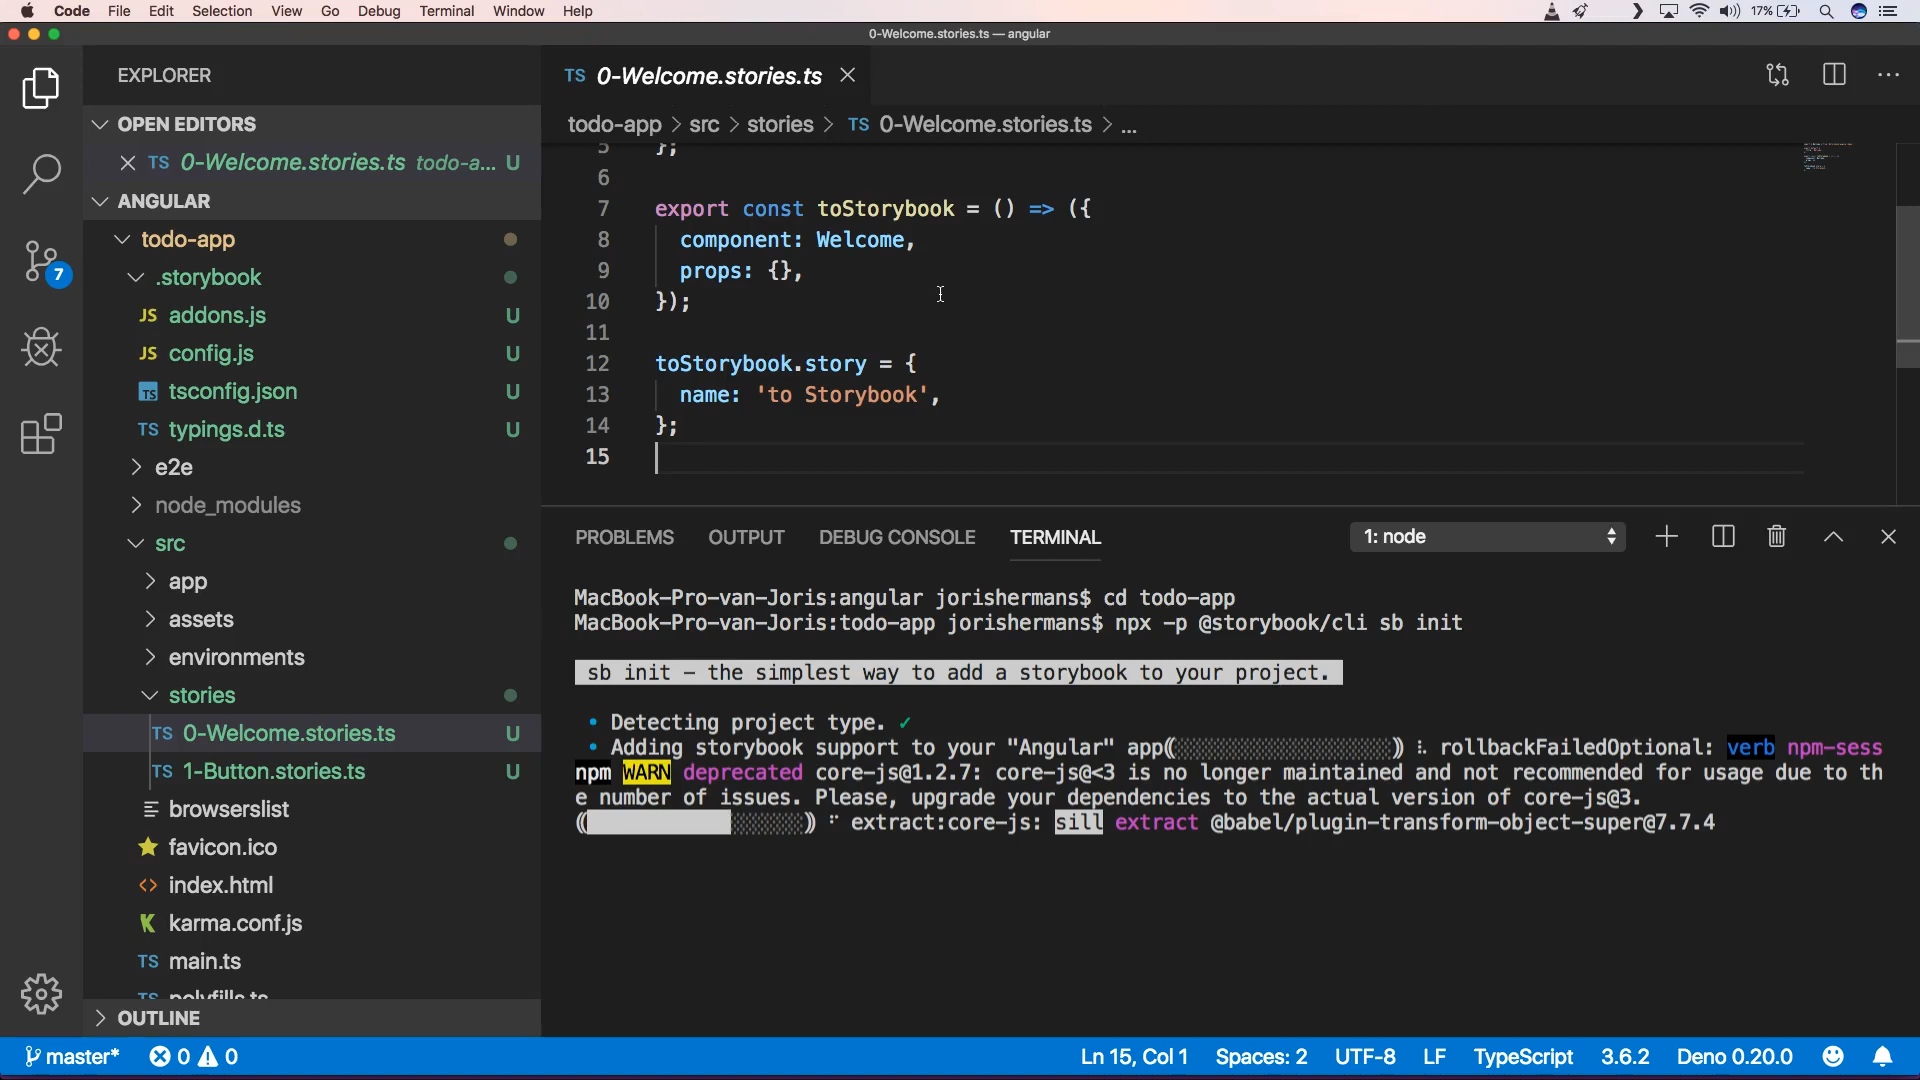 Code File Edit Selection View Go Debug Terminal Window Help 17%
0-Welcome.stories.ts — angular
EXPLORER
OPEN EDITORS
TS 0-Welcome.stories.ts todo-a... U
ANGULAR
todo-app
.storybook
JS addons.js U
JS config.js U
TS tsconfig.json U
TS typings.d.ts U
e2e
node_modules
src
app
assets
environments
stories
TS 0-Welcome.stories.ts U
TS 1-Button.stories.ts U
browserslist
favicon.ico
<> index.html
karma.conf.js
TS main.ts
TS polyfills.ts
OUTLINE
7
TS 0-Welcome.stories.ts
todo-app > src > stories > TS 0-Welcome.stories.ts > ...
5 };
6
7 export const toStorybook = () => ({
8 component: Welcome,
9 props: {},
10 });
11
12 toStorybook.story = {
13 name: 'to Storybook',
14 };
15
PROBLEMS OUTPUT DEBUG CONSOLE TERMINAL 1: node
MacBook-Pro-van-Joris:angular jorishermans$ cd todo-app
MacBook-Pro-van-Joris:todo-app jorishermans$ npx -p @storybook/cli sb init
sb init - the simplest way to add a storybook to your project.
• Detecting project type. ✓
• Adding storybook support to your "Angular" app(░░░░░░░░░░░░░░░░░░) ⠧ rollbackFailedOptional: verb npm-sess
npm WARN deprecated core-js@1.2.7: core-js@<3 is no longer maintained and not recommended for usage due to th
e number of issues. Please, upgrade your dependencies to the actual version of core-js@3.
(████████████░░░░░░) ⠋ extract:core-js: sill extract @babel/plugin-transform-object-super@7.7.4
master* 0 0 Ln 15, Col 1 Spaces: 2 UTF-8 LF TypeScript 3.6.2 Deno 0.20.0